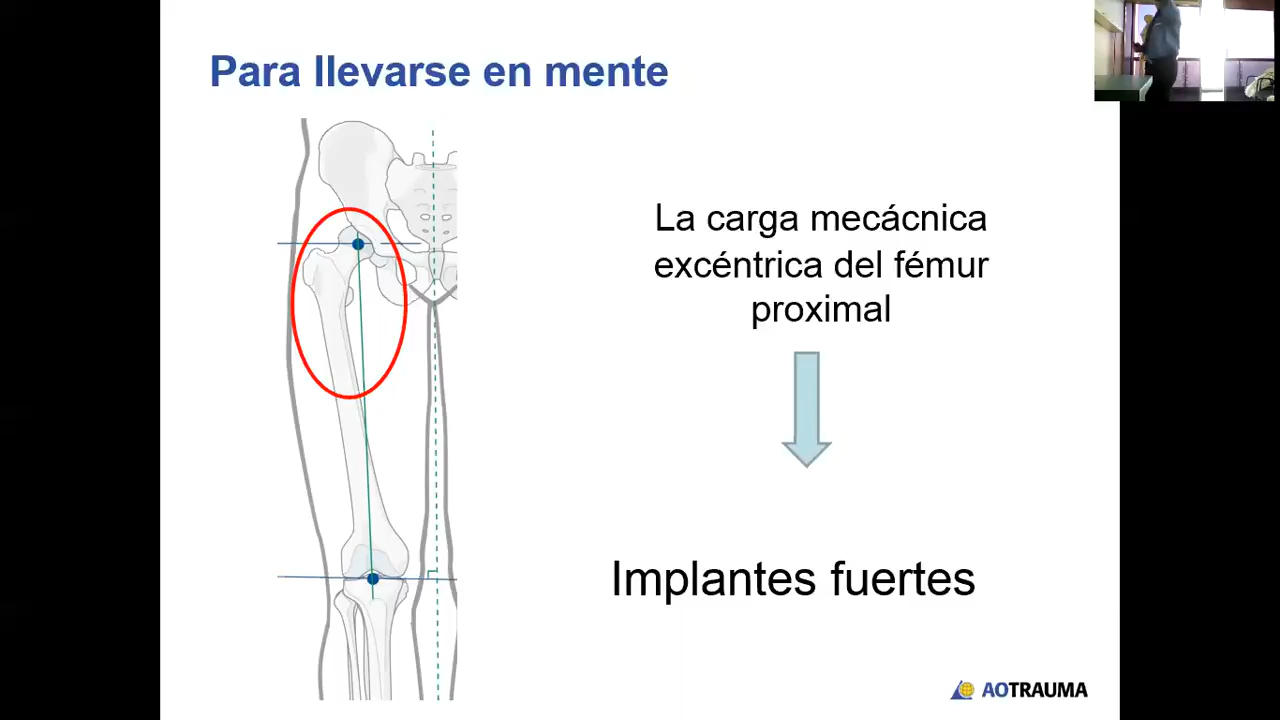 Para llevarse en mente
La carga mecácnica
excéntrica del fémur
proximal
Implantes fuertes
AOTRAUMA